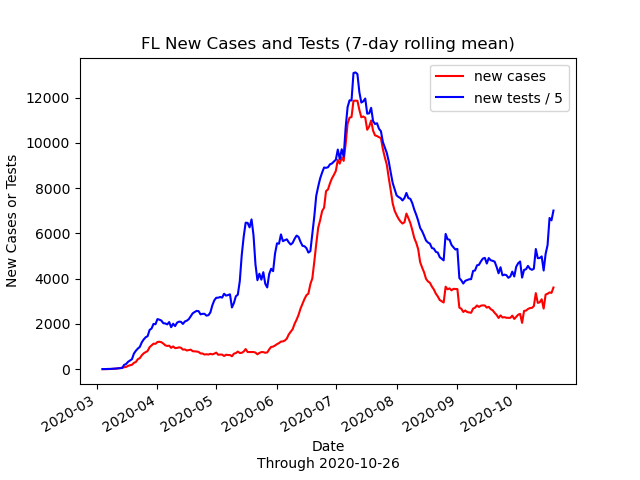 FL New Cases and Tests (7-day rolling mean)
new cases
new tests / 5
New Cases or Tests
12000
10000
8000
6000
4000
2000
0
2020-03
2020-04
2020-05
2020-06
2020-07
2020-08
2020-09
2020-10
Date
Through 2020-10-26